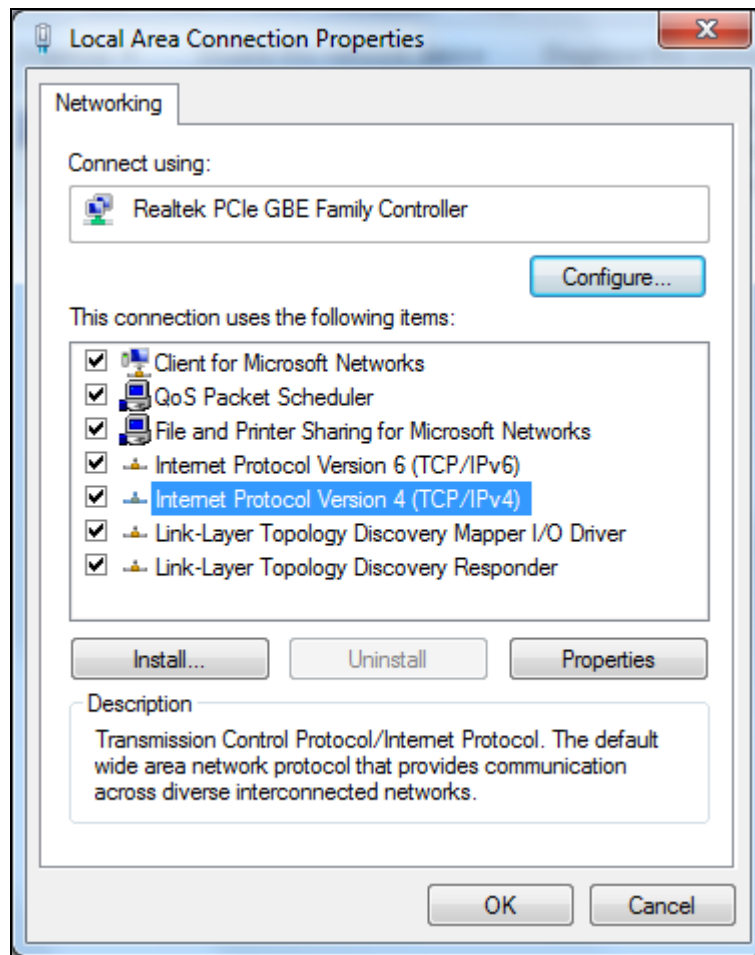 Local Area Connection Properties
Networking
Connect using:
Realtek PCIe GBE Family Controller
Configure...
This connection uses the following items:
Client for Microsoft Networks
QoS Packet Scheduler
File and Printer Sharing for Microsoft Networks
Internet Protocol Version 6 (TCP/IPv6)
Internet Protocol Version 4 (TCP/IPv4)
Link-Layer Topology Discovery Mapper I/O Driver
Link-Layer Topology Discovery Responder
Install... Uninstall Properties
Description
Transmission Control Protocol/Internet Protocol. The default
wide area network protocol that provides communication
across diverse interconnected networks.
OK Cancel